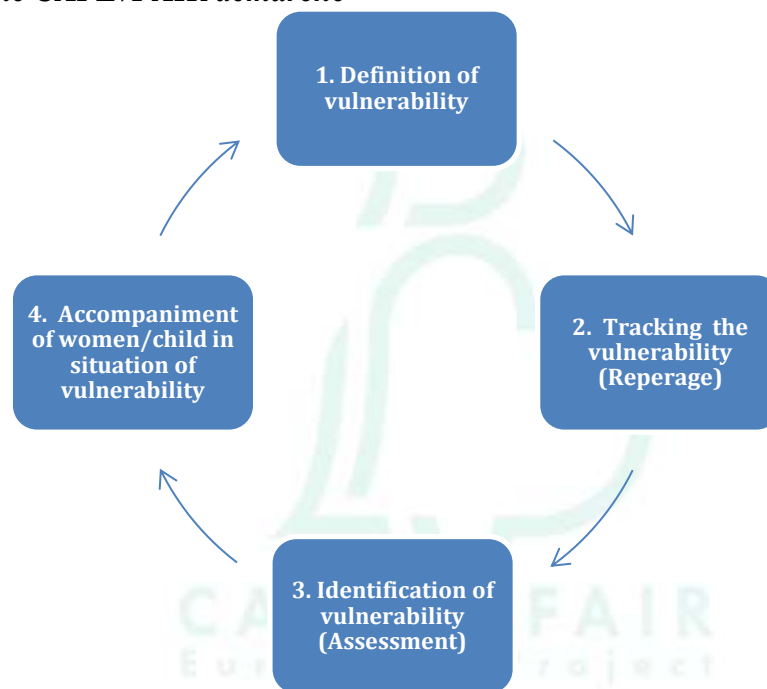 1. Definition of
vulnerability
2. Tracking the
vulnerability
(Reperage)
3. Identification of
vulnerability
(Assessment)
4. Accompaniment
of women/child in
situation of
vulnerability
FAIR